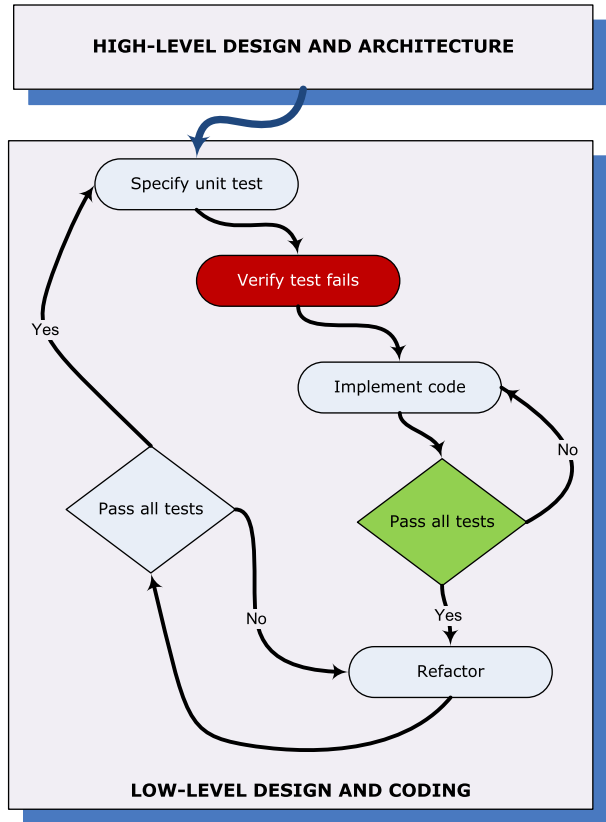 HIGH-LEVEL DESIGN AND ARCHITECTURE
Specify unit test
Verify test fails
Yes
Implement code
No
Pass all tests
Pass all tests
No
Yes
Refactor
LOW-LEVEL DESIGN AND CODING